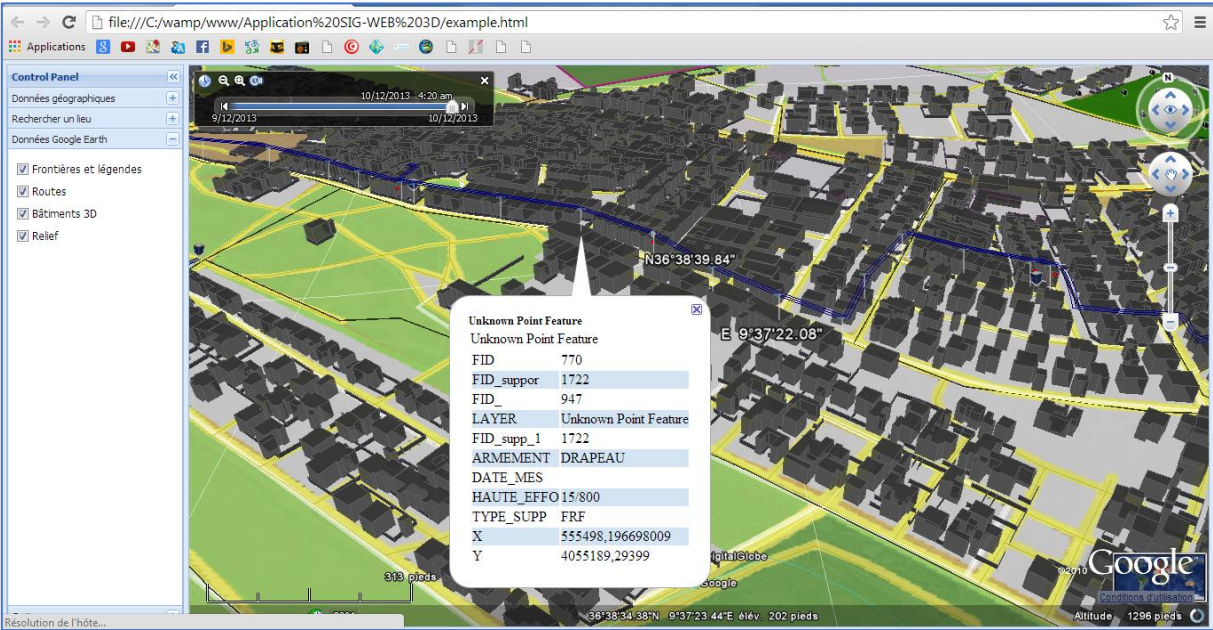 file:///C:/wamp/www/Application%20SIG-WEB%203D/example.html
Applications
Control Panel
Données géographiques
Rechercher un lieu
Données Google Earth
Frontières et légendes
Routes
Bâtiments 3D
Relief
10/12/2013 4:20 am
9/12/2013 10/12/2013
N
N36°38'39.84"
E 9°37'22.08"
Unknown Point Feature
Unknown Point Feature
FID 770
FID_suppor 1722
FID_ 947
LAYER Unknown Point Feature
FID_supp_1 1722
ARMEMENT DRAPEAU
DATE_MES
HAUTE_EFFO 15/800
TYPE_SUPP FRF
X 555498,196698009
Y 4055189,29399
313 pieds
Google
©2010 Google
Conditions d'utilisation
36°38'34.38"N 9°37'23.44"E élév. 202 pieds
Altitude 1296 pieds
Résolution de l'hôte...